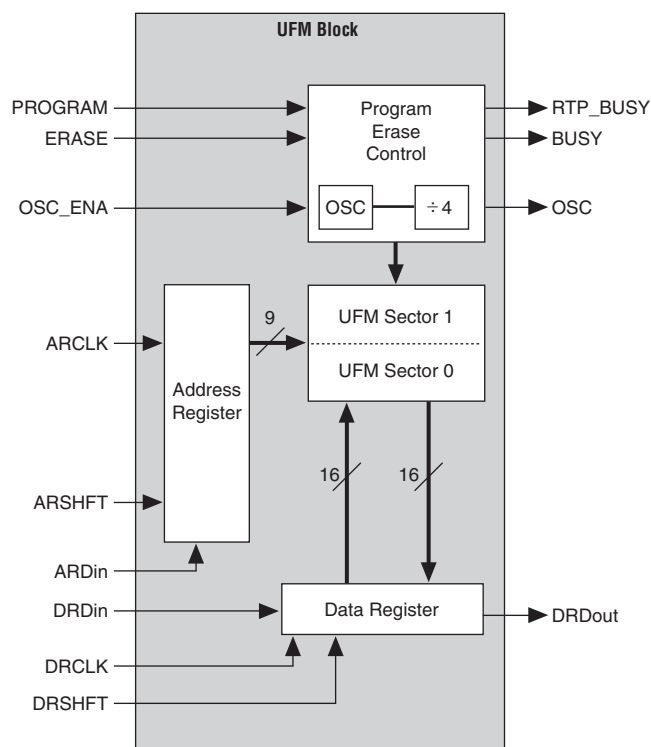 UFM Block
PROGRAM
ERASE
OSC_ENA
Program
Erase
Control
OSC
÷ 4
RTP_BUSY
BUSY
OSC
ARCLK
ARSHFT
ARDin
Address
Register
9
UFM Sector 1
UFM Sector 0
16
16
DRDin
DRCLK
DRSHFT
Data Register
DRDout